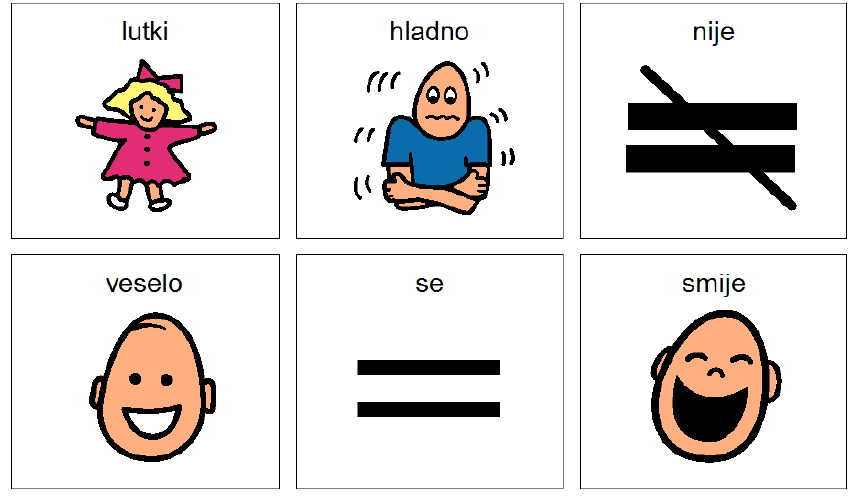 lutki
hladno
nije
veselo
se
smije